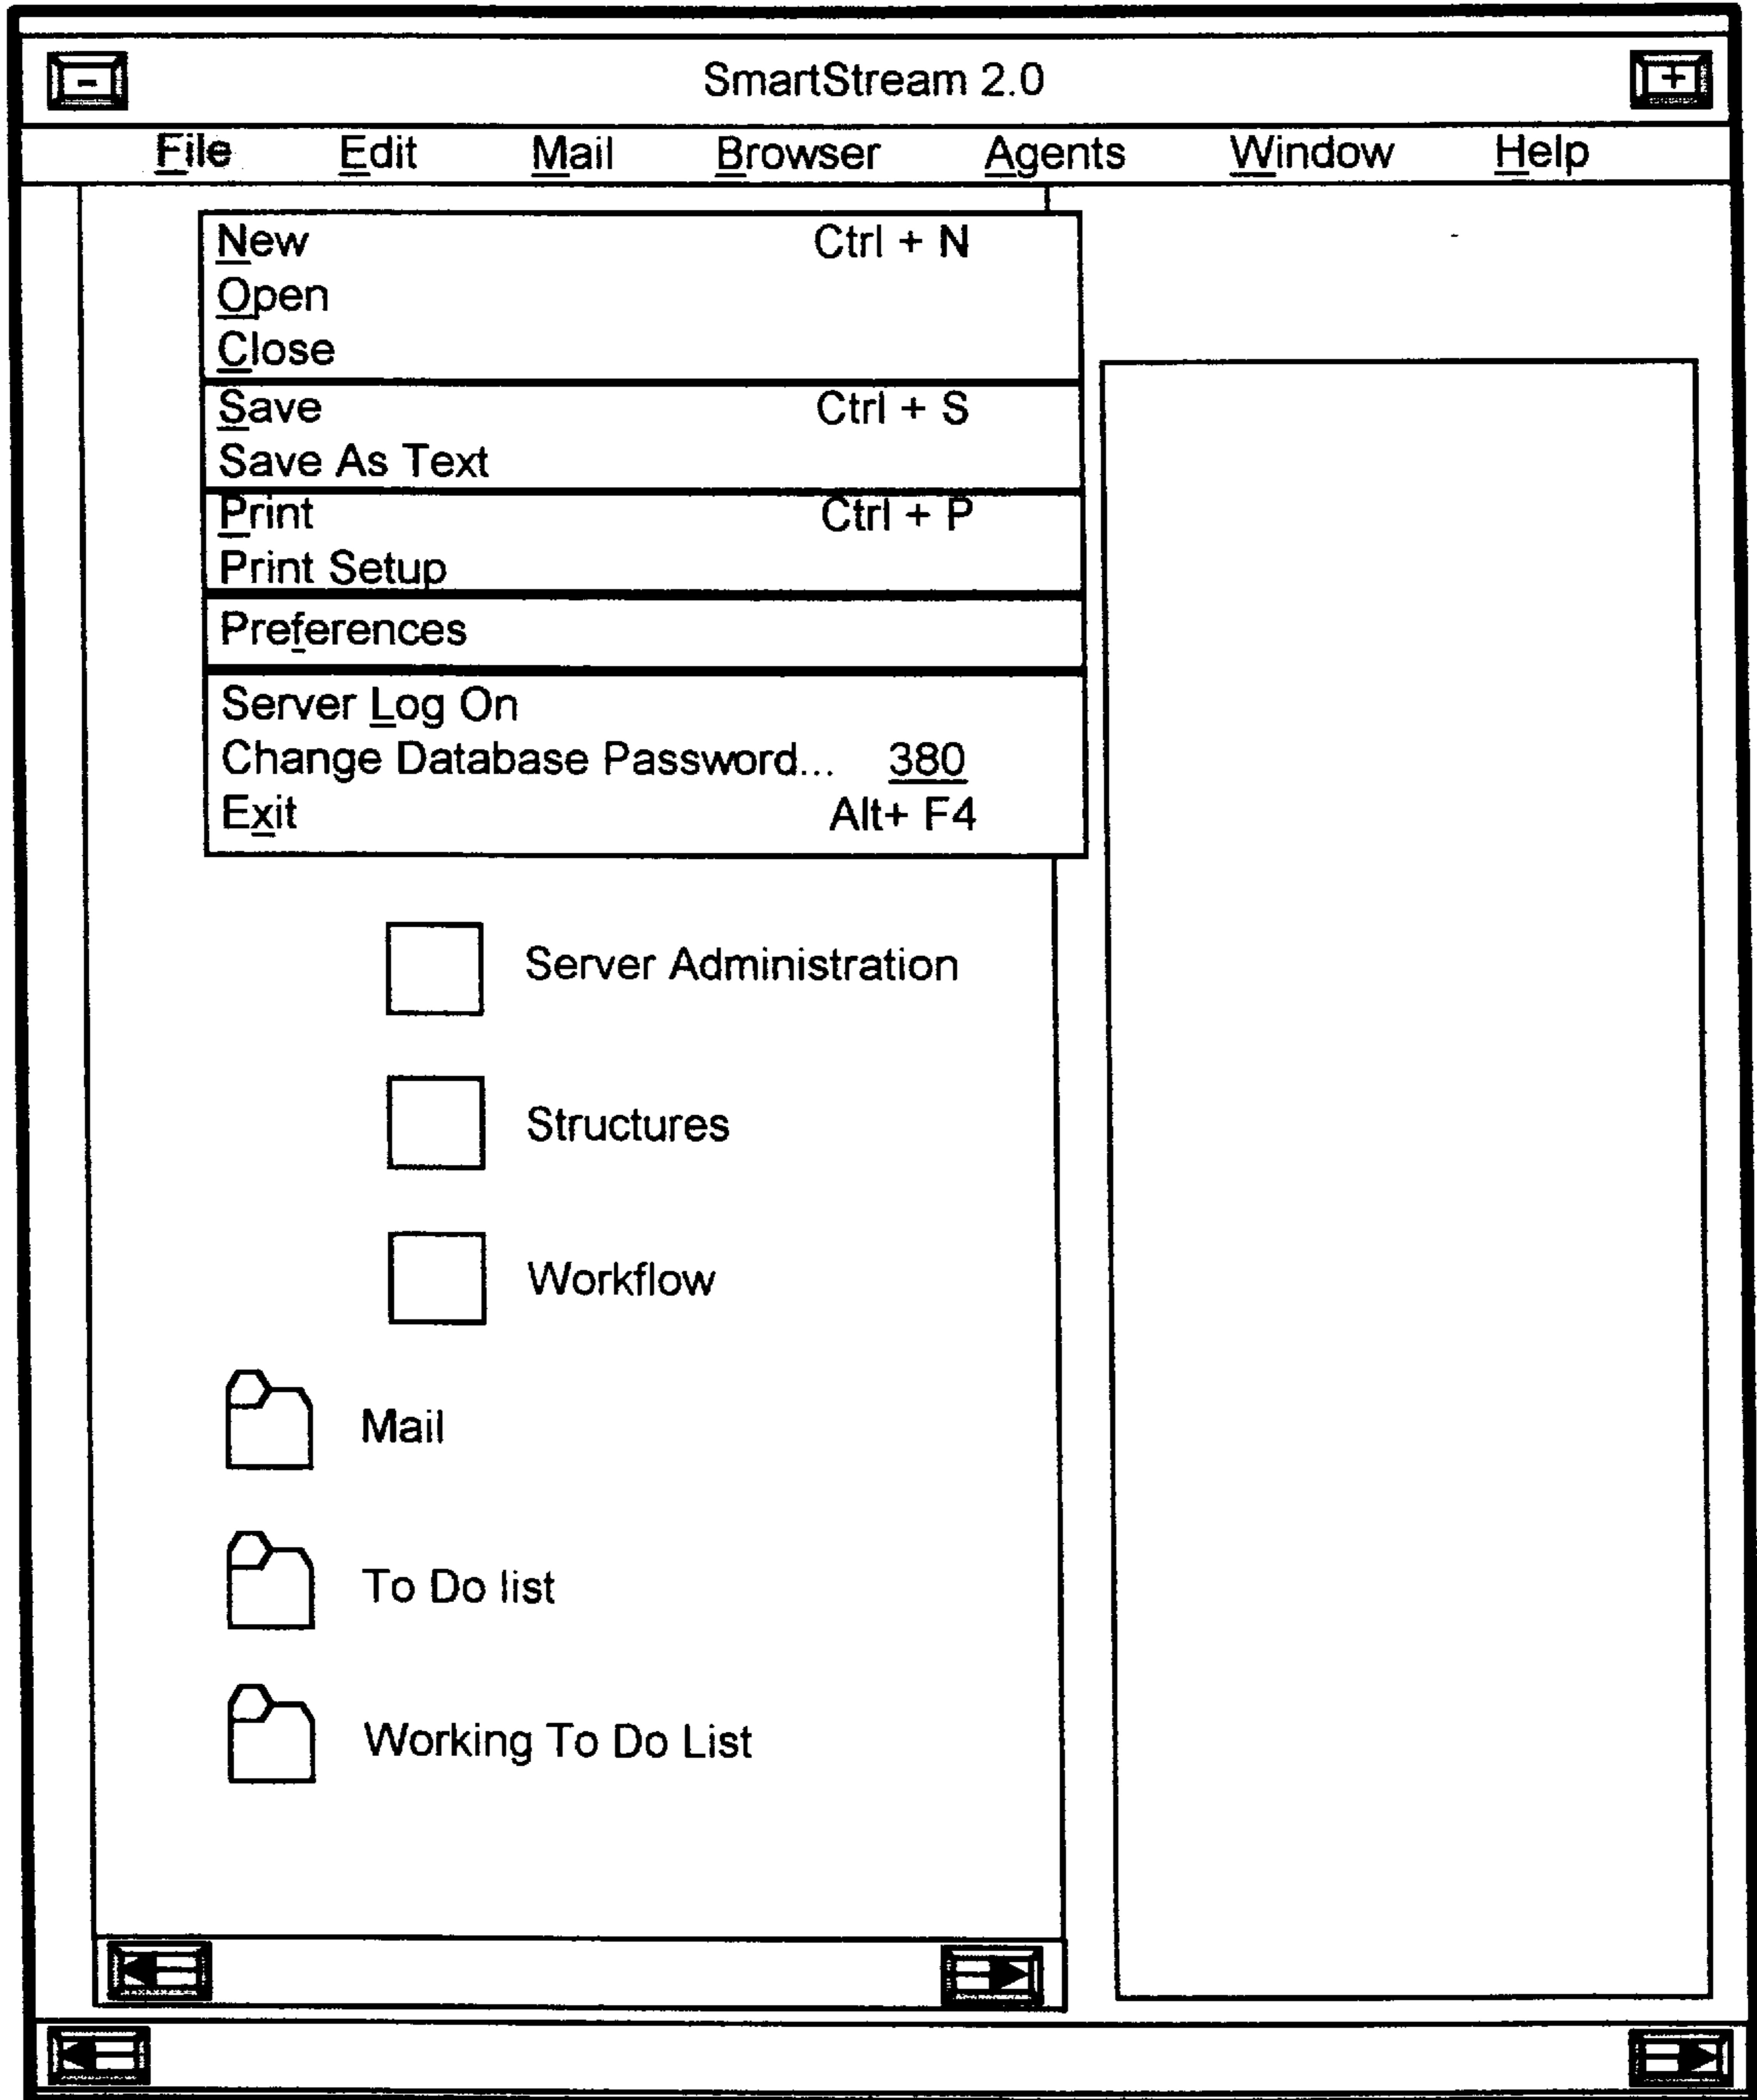 -
SmartStream 2.0
+
File Edit Mail Browser Agents Window Help
New Ctrl + N
Open
Close
Save Ctrl + S
Save As Text
Print Ctrl + P
Print Setup
Preferences
Server Log On
Change Database Password... 380
Exit Alt+ F4
Server Administration
Structures
Workflow
Mail
To Do list
Working To Do List